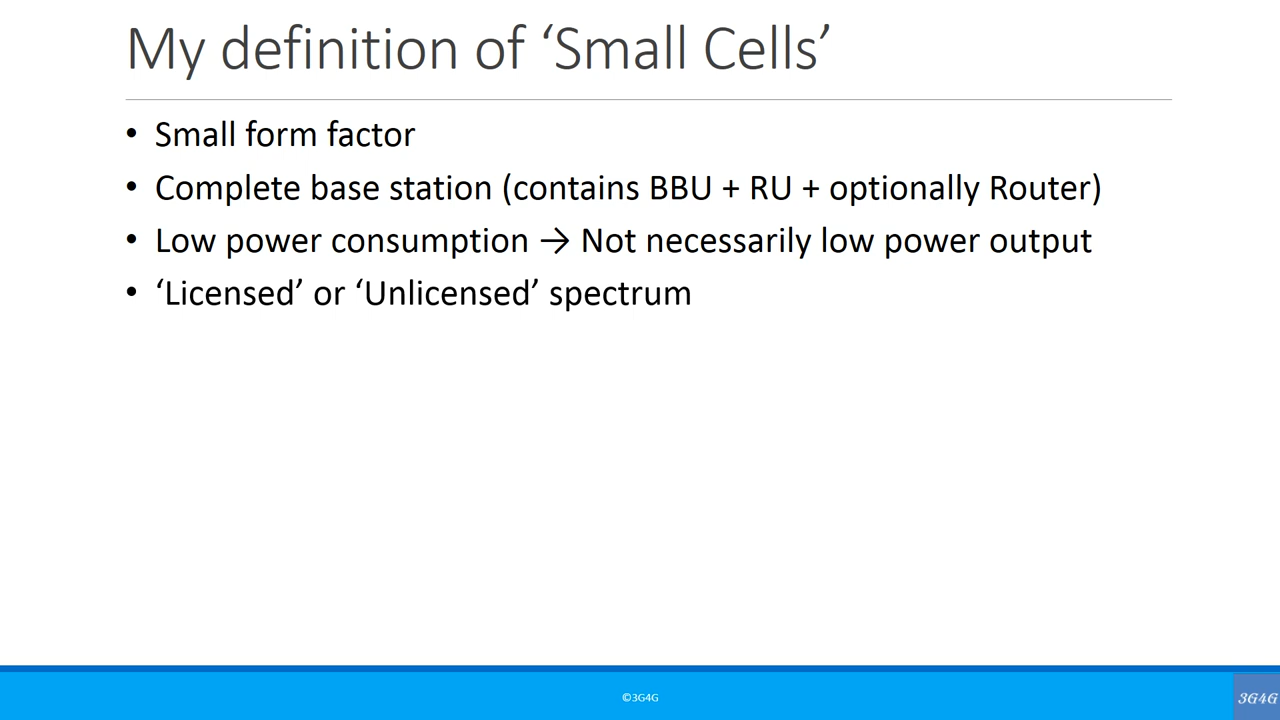 My definition of ‘Small Cells’
• Small form factor
• Complete base station (contains BBU + RU + optionally Router)
• Low power consumption → Not necessarily low power output
• ‘Licensed’ or ‘Unlicensed’ spectrum
©3G4G
3G4G